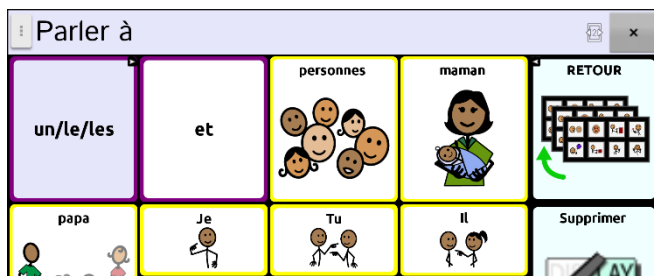 Parler à
personnes
maman
RETOUR
un/le/les
et
papa
Je
Tu
Il
Supprimer